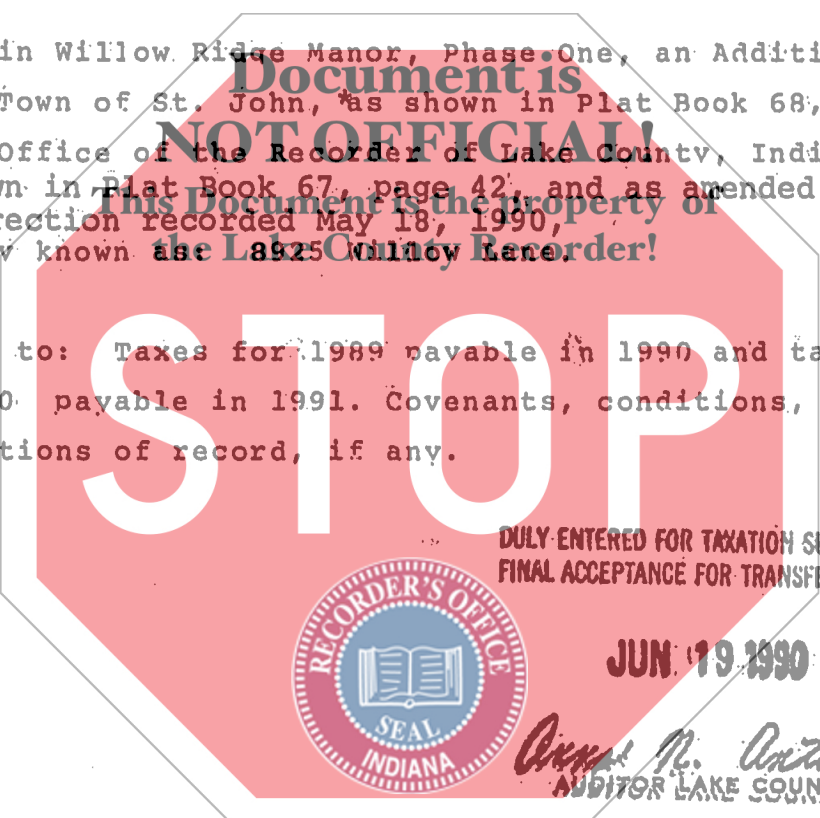 in Willow Ridge Manor, Phase One, an Additi
Document is
Town of St. John, *as shown in Plat Book 68,
NOT OFFICIAL!
Office of the Recorder of Lake County, Indi
n in Plat Book 67, page 42, and as amended
This Document is the property of
rection recorded May 18, 1990,
y known as: 8925 Willow Lane.
the Lake County Recorder!
to: Taxes for 1989 payable in 1990 and ta
0 payable in 1991. Covenants, conditions,
tions of record, if any.
STOP
DULY ENTERED FOR TAXATION SU
FINAL ACCEPTANCE FOR TRANSFE
RECORDER'S OFFICE
JUN 19 1990
SEAL
INDIANA
N.
AUDITOR LAKE COUN